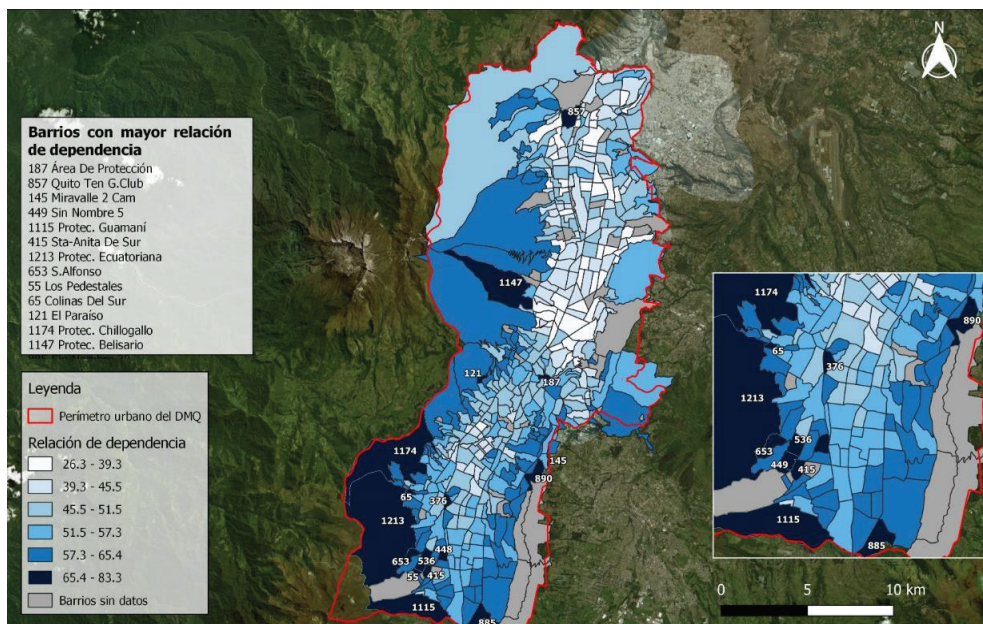 N
Barrios con mayor relación
de dependencia
187 Área De Protección
857 Quito Ten G.Club
145 Miravalle 2 Cam
449 Sin Nombre 5
1115 Protec. Guamaní
415 Sta-Anita De Sur
1213 Protec. Ecuatoriana
653 S.Alfonso
55 Los Pedestales
65 Colinas Del Sur
121 El Paraíso
1174 Protec. Chillogallo
1147 Protec. Belisario
Leyenda
Perímetro urbano del DMQ
Relación de dependencia
26.3 - 39.3
39.3 - 45.5
45.5 - 51.5
51.5 - 57.3
57.3 - 65.4
65.4 - 83.3
Barrios sin datos
857
1147
121
187
1174
145
890
65
376
1213
448
653
536
55
415
1115
885
1174
890
65
376
1213
536
653
449
415
1115
885
0 5 10 km